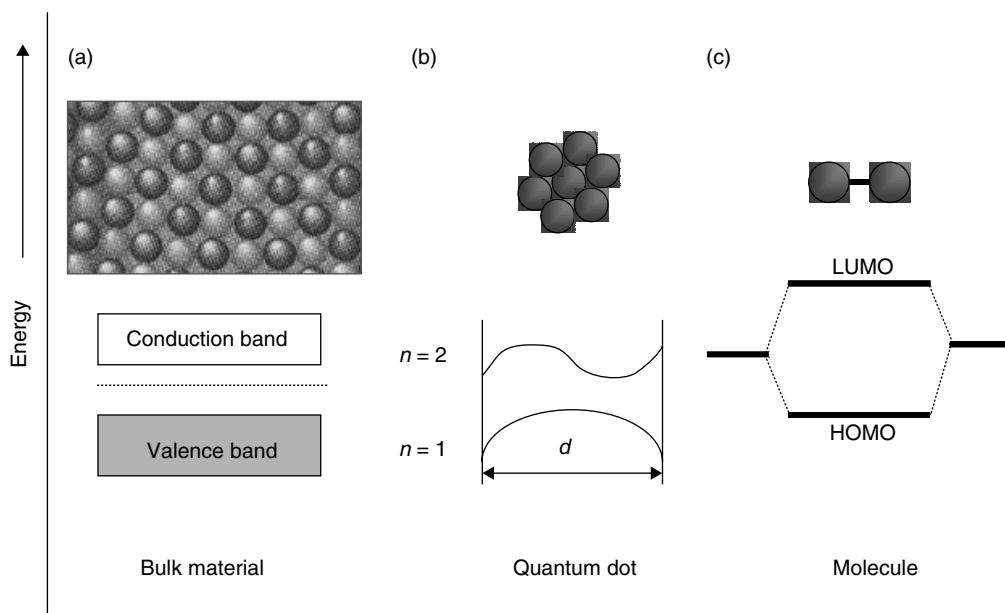 (a)
(b)
(c)
Energy
Conduction band
Valence band
n = 2
n = 1
d
LUMO
HOMO
Bulk material
Quantum dot
Molecule